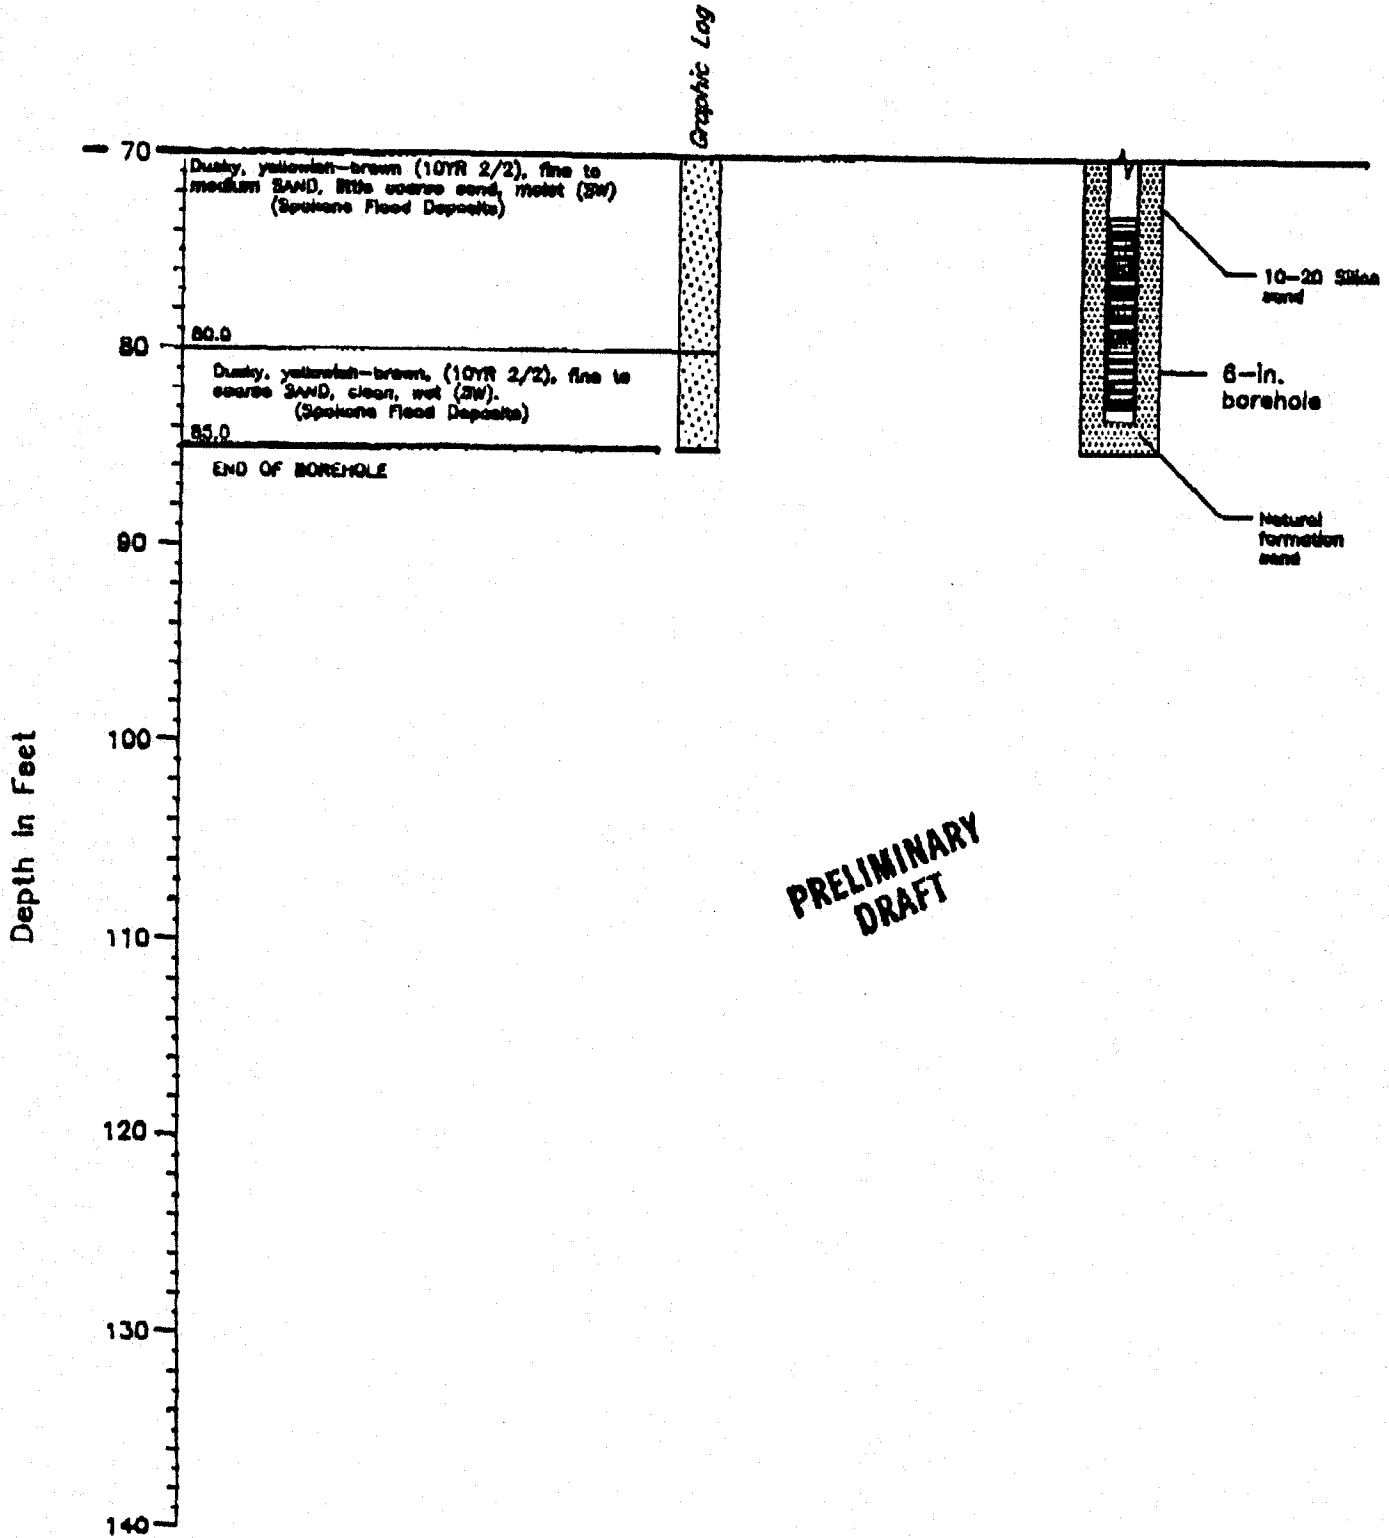 Graphic Log
70
Dusky, yellowish-brown (10YR 2/2), fine to
medium SAND, little coarse sand, moist (SW)
(Spokane Flood Deposits)
10-20 Silica
sand
80.0
80
Dusky, yellowish-brown, (10YR 2/2), fine to
coarse SAND, clean, wet (SW).
(Spokane Flood Deposits)
6-in.
borehole
85.0
END OF BOREHOLE
Natural
formation
sand
90
100
Depth in Feet
PRELIMINARY
DRAFT
110
120
130
140